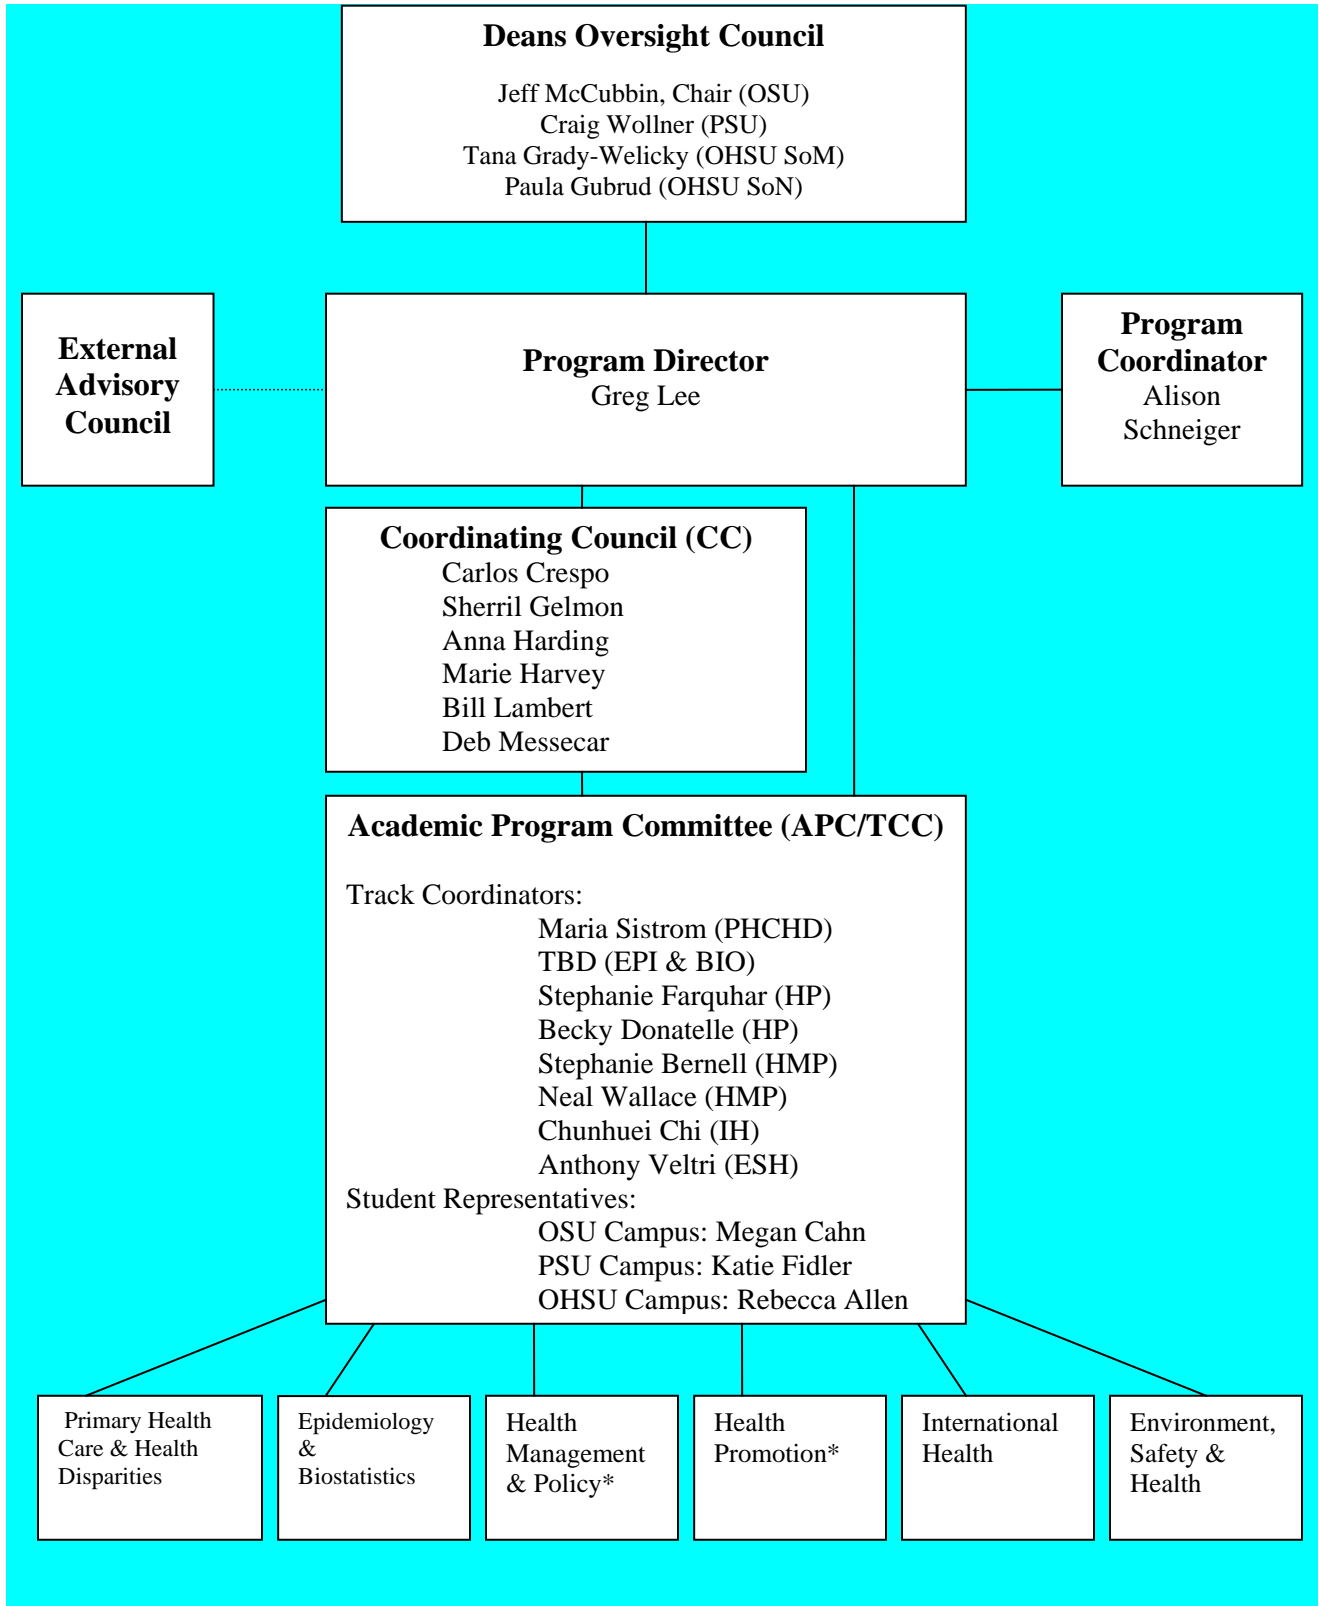 Deans Oversight Council
Jeff McCubbin, Chair (OSU)
Craig Wollner (PSU)
Tana Grady-Welicky (OHSU SoM)
Paula Gubrud (OHSU SoN)
External
Advisory
Council
Program Director
Greg Lee
Program
Coordinator
Alison
Schneiger
Coordinating Council (CC)
Carlos Crespo
Sherril Gelmon
Anna Harding
Marie Harvey
Bill Lambert
Deb Messecar
Academic Program Committee (APC/TCC)
Track Coordinators:
Maria Sistrom (PHCHD)
TBD (EPI & BIO)
Stephanie Farquhar (HP)
Becky Donatelle (HP)
Stephanie Bernell (HMP)
Neal Wallace (HMP)
Chunhuei Chi (IH)
Anthony Veltri (ESH)
Student Representatives:
OSU Campus: Megan Cahn
PSU Campus: Katie Fidler
OHSU Campus: Rebecca Allen
Primary Health
Care & Health
Disparities
Epidemiology
&
Biostatistics
Health
Management
& Policy*
Health
Promotion*
International
Health
Environment,
Safety &
Health